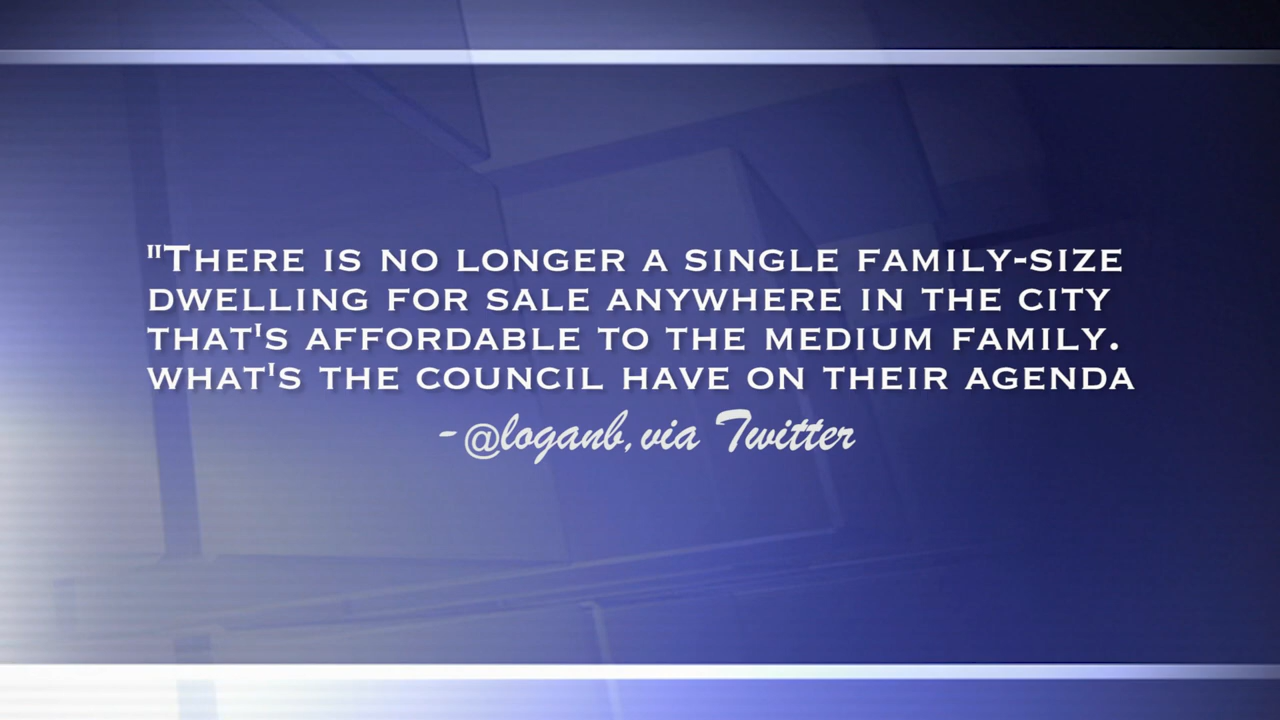 "There is no longer a single family-size
dwelling for sale anywhere in the city
that's affordable to the medium family.
what's the council have on their agenda
-@loganb, via Twitter